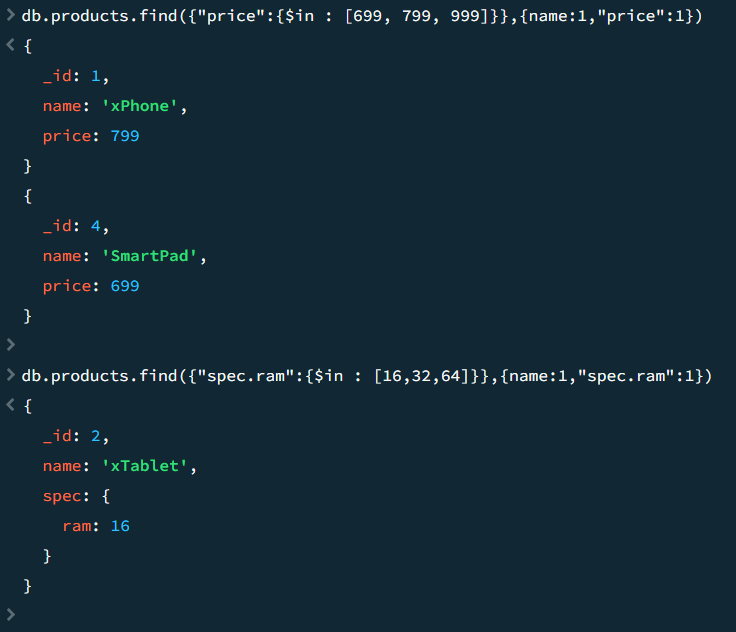 > db.products.find({"price":{$in : [699, 799, 999]}},{name:1,"price":1})
< {
_id: 1,
name: 'xPhone',
price: 799
}
{
_id: 4,
name: 'SmartPad',
price: 699
}
>
> db.products.find({"spec.ram":{$in : [16,32,64]}},{name:1,"spec.ram":1})
< {
_id: 2,
name: 'xTablet',
spec: {
ram: 16
}
}
>